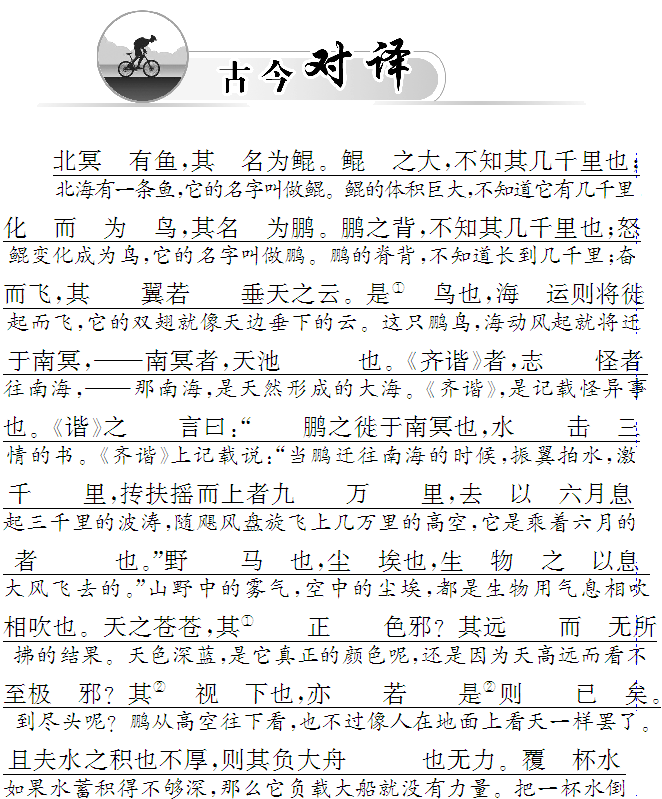 古今对译
北冥 有鱼,其 名为鲲。鲲 之大,不知其几千里也;
北海有一条鱼,它的名字叫做鲲。鲲的体积巨大,不知道它有几千里
化 而 为 鸟,其名 为鹏。鹏之背,不知其几千里也;怒
鲲变化成为鸟,它的名字叫做鹏。鹏的脊背,不知道长到几千里;奋
而飞,其 翼若 垂天之云。是① 鸟也,海 运则将徙
起而飞,它的双翅就像天边垂下的云。这只鹏鸟,海动风起就将迁
于南冥,——南冥者,天池 也。《齐谐》者,志 怪者
往南海,——那南海,是天然形成的大海。《齐谐》,是记载怪异事
也。《谐》之 言曰:“ 鹏之徙于南冥也,水 击 三
情的书。《齐谐》上记载说:“当鹏迁往南海的时候,振翼拍水,激
千 里,抟扶摇而上者九 万 里,去 以 六月息
起三千里的波涛,随飓风盘旋飞上几万里的高空,它是乘着六月的
者 也。”野 马 也,尘 埃也,生 物 之 以息
大风飞去的。”山野中的雾气,空中的尘埃,都是生物用气息相吹
相吹也。天之苍苍,其① 正 色邪?其远 而 无所
拂的结果。天色深蓝,是它真正的颜色呢,还是因为天高远而看不
至极 邪?其② 视 下也,亦 若 是②则 已 矣。
到尽头呢?鹏从高空往下看,也不过像人在地面上看天一样罢了。
且夫水之积也不厚,则其负大舟 也无力。覆 杯水
如果水蓄积得不够深,那么它负载大船就没有力量。把一杯水倒